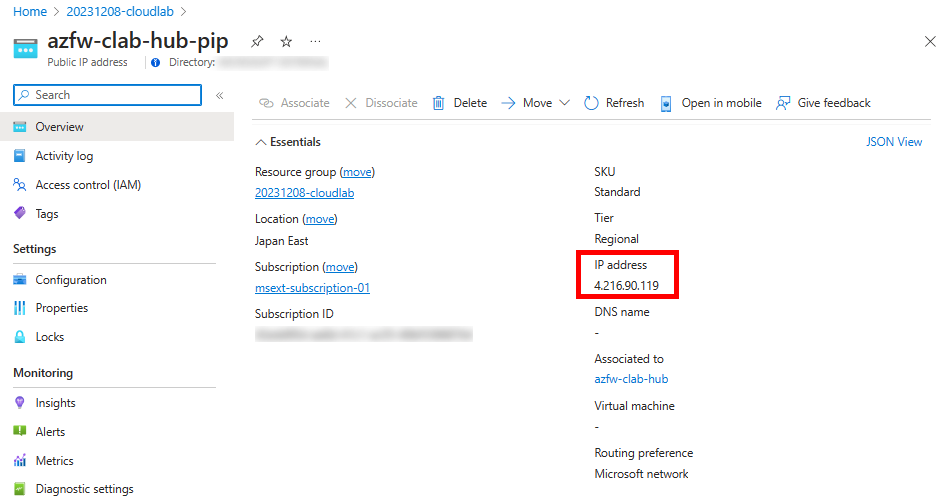 Home > 20231208-cloudlab >
azfw-clab-hub-pip
Public IP address
Directory:
Search
Overview
Activity log
Access control (IAM)
Tags
Settings
Configuration
Properties
Locks
Monitoring
Insights
Alerts
Metrics
Diagnostic settings
Associate Dissociate Delete Move Refresh Open in mobile Give feedback
Essentials
JSON View
Resource group (move)
20231208-cloudlab
Location (move)
Japan East
Subscription (move)
msext-subscription-01
Subscription ID
SKU
Standard
Tier
Regional
IP address
4.216.90.119
DNS name
-
Associated to
azfw-clab-hub
Virtual machine
-
Routing preference
Microsoft network